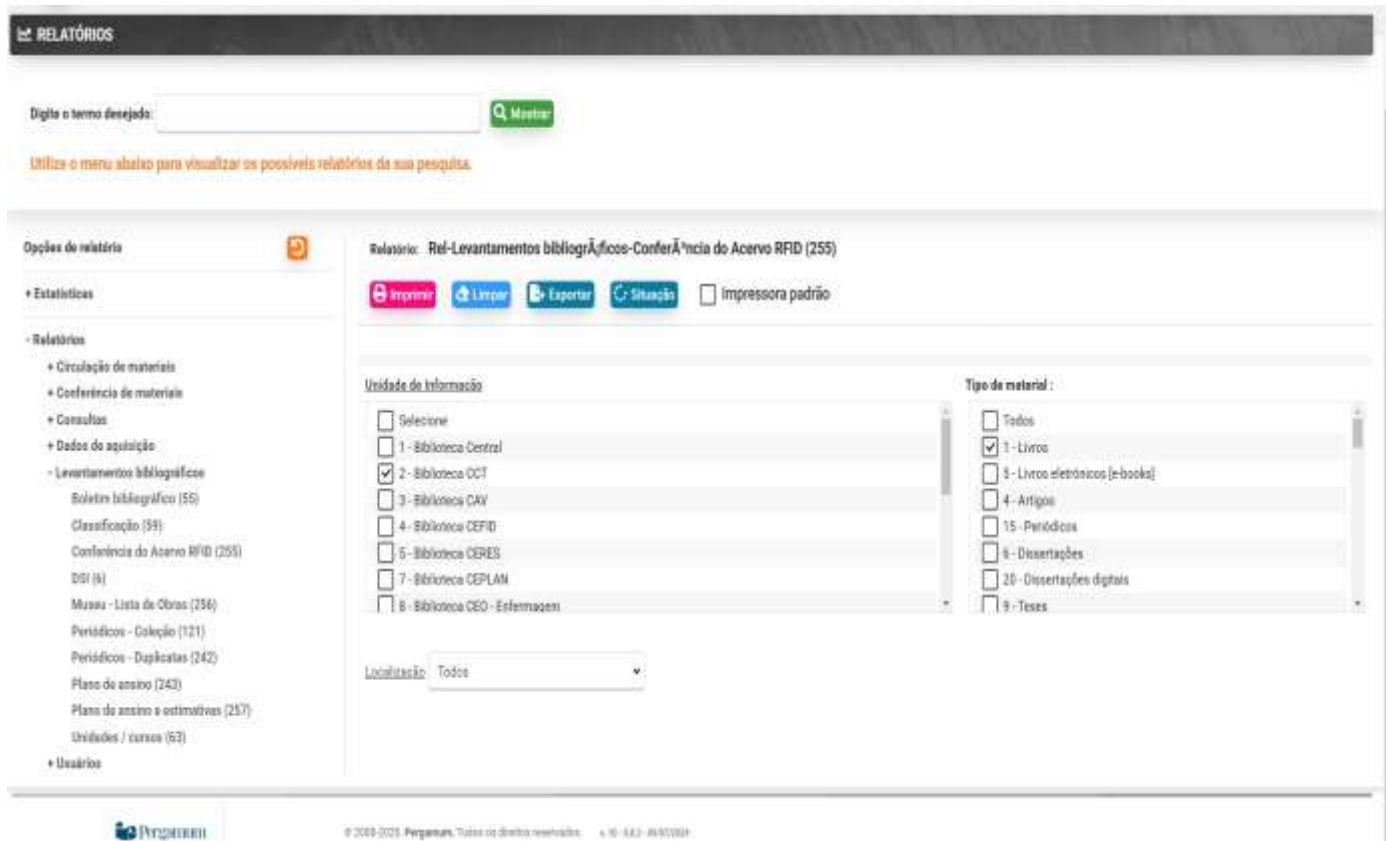 RELATÓRIOS
Digite o termo desejado:
Mostrar
Utilize o menu abaixo para visualizar os possíveis relatórios da sua pesquisa.
Opções de relatório
Relatório: Rel-Levantamentos bibliogrÃ¡ficos-ConferÃªncia do Acervo RFID (255)
+ Estatísticas
Imprimir Limpar Exportar Situação Impressora padrão
- Relatórios
+ Circulação de materiais
+ Conferência de materiais
+ Consultas
+ Dados de aquisição
- Levantamentos bibliográficos
Boletim bibliográfico (55)
Classificação (59)
Conferência do Acervo RFID (255)
DSI (6)
Museu - Lista de Obras (256)
Periódicos - Coleção (121)
Periódicos - Duplicatas (242)
Plano de ensino (243)
Plano de ensino e estimativas (257)
Unidades / cursos (63)
+ Usuários
Unidade de Informação
Selecione
1 - Biblioteca Central
2 - Biblioteca CCT
3 - Biblioteca CAV
4 - Biblioteca CEFID
5 - Biblioteca CERES
7 - Biblioteca CEPLAN
8 - Biblioteca CEO - Enfermagem
Tipo de material :
Todos
1 - Livros
3 - Livros eletrônicos [e-books]
4 - Artigos
15 - Periódicos
6 - Dissertações
20 - Dissertações digitais
9 - Teses
Localização Todos
Pergamum
Pergamum. Todos os direitos reservados